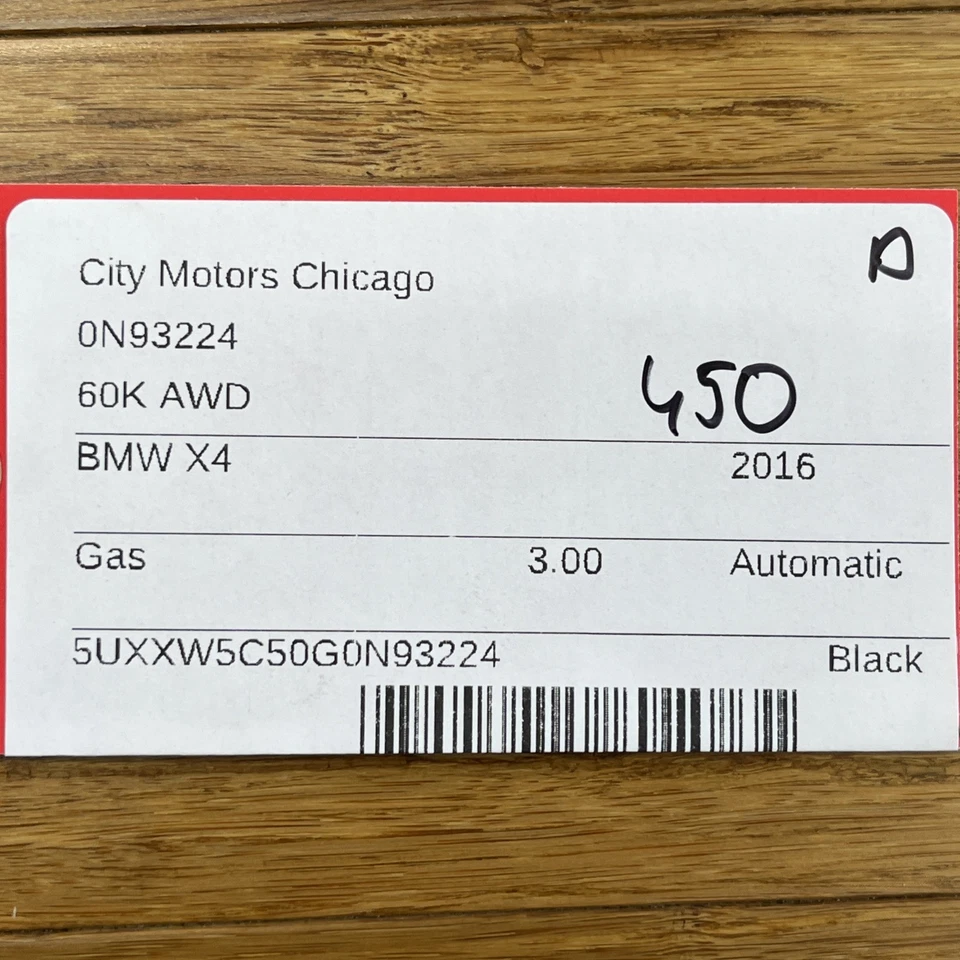 D
City Motors Chicago
0N93224
60K AWD
450
BMW X4 2016
Gas 3.00 Automatic
5UXXW5C50G0N93224 Black